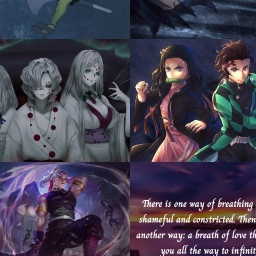 There is one way of breathing
shameful and constricted. Then
another way: a breath of love th
you all the way to infinit